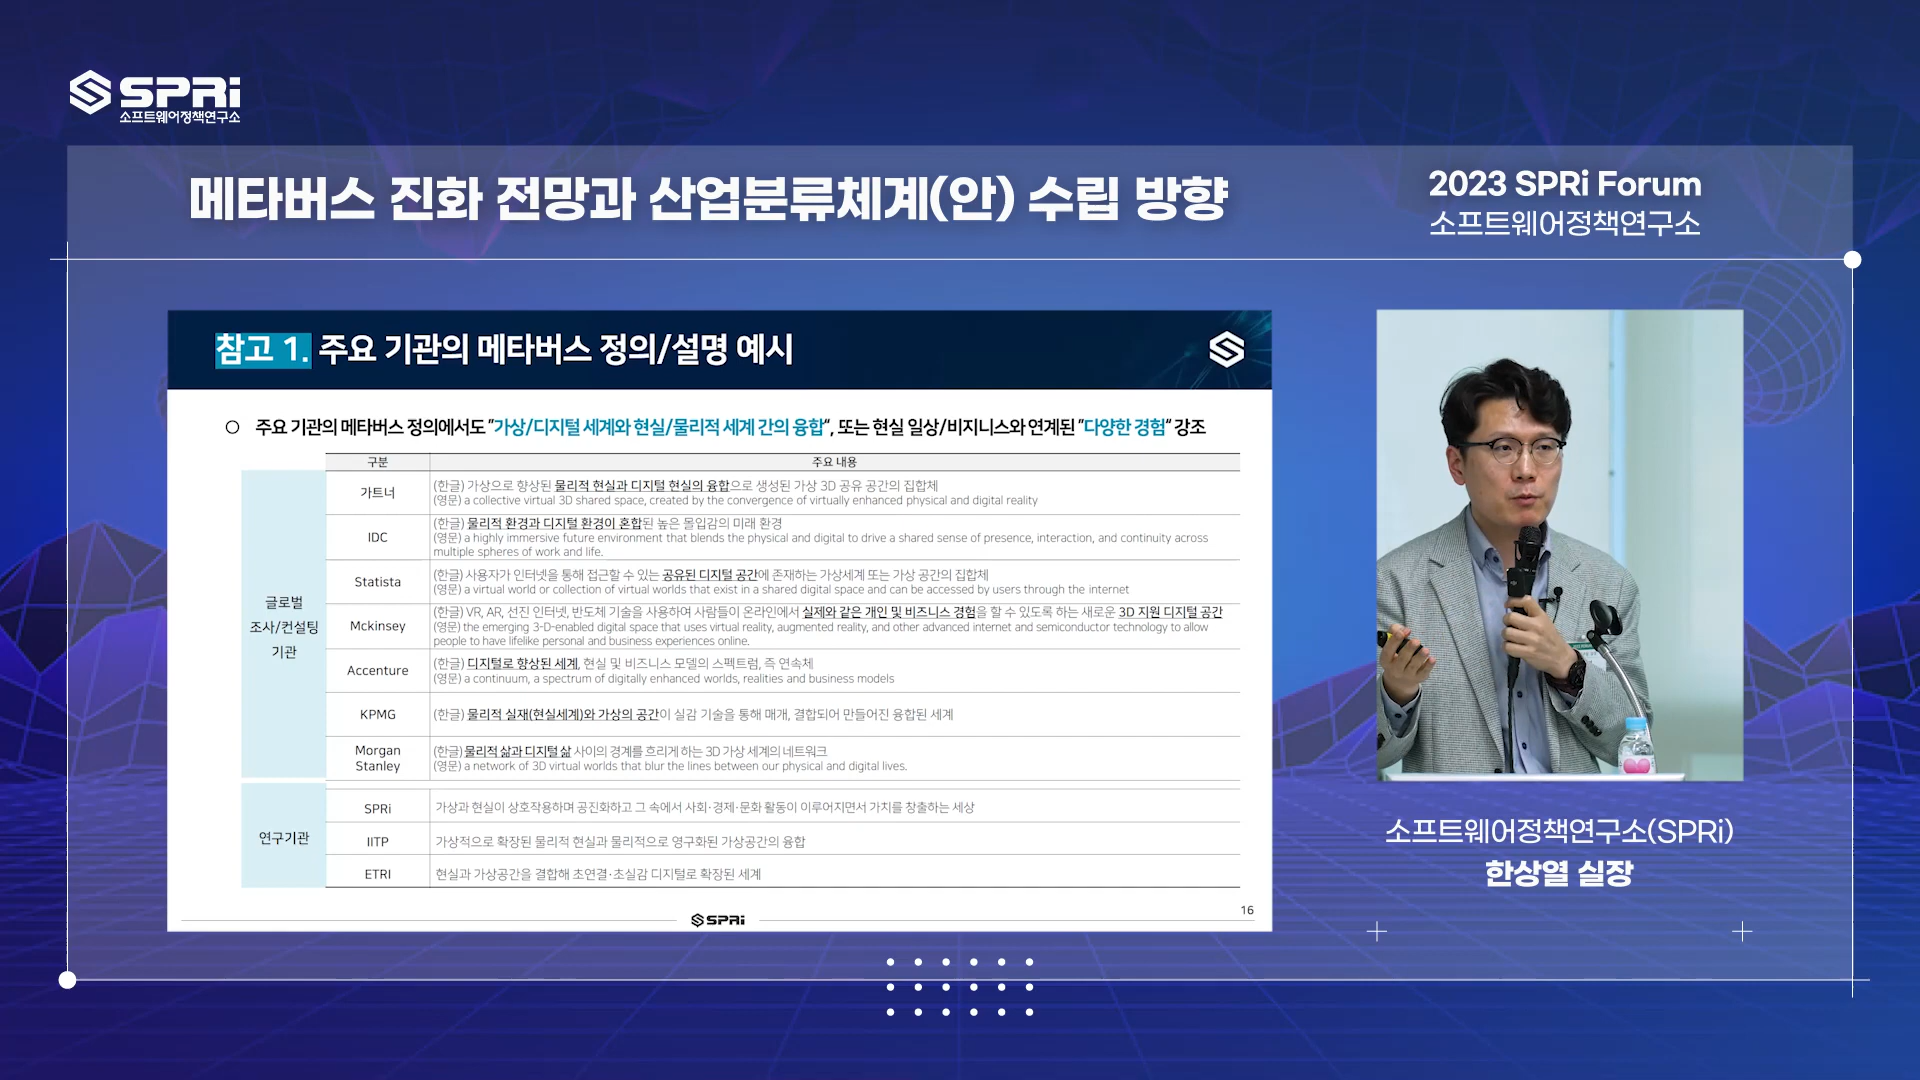 SPRi
소프트웨어정책연구소
메타버스 진화 전망과 산업분류체계(안) 수립 방향
2023 SPRi Forum
소프트웨어정책연구소
참고 1. 주요 기관의 메타버스 정의/설명 예시
주요 기관의 메타버스 정의에서도 "가상/디지털 세계와 현실/물리적 세계 간의 융합", 또는 현실 일상/비지니스와 연계된 "다양한 경험" 강조
구분
주요 내용
글로벌
조사/컨설팅
기관
가트너
(한글) 가상으로 향상된 물리적 현실과 디지털 현실의 융합으로 생성된 가상 3D 공유 공간의 집합체
(영문) a collective virtual 3D shared space, created by the convergence of virtually enhanced physical and digital reality
IDC
(한글) 물리적 환경과 디지털 환경이 혼합된 높은 몰입감의 미래 환경
(영문) a highly immersive future environment that blends the physical and digital to drive a shared sense of presence, interaction, and continuity across
multiple spheres of work and life.
Statista
(한글) 사용자가 인터넷을 통해 접근할 수 있는 공유된 디지털 공간에 존재하는 가상세계 또는 가상 공간의 집합체
(영문) a virtual world or collection of virtual worlds that exist in a shared digital space and can be accessed by users through the internet
Mckinsey
(한글) VR, AR, 선진 인터넷, 반도체 기술을 사용하여 사람들이 온라인에서 실제와 같은 개인 및 비즈니스 경험을 할 수 있도록 하는 새로운 3D 지원 디지털 공간
(영문) the emerging 3-D-enabled digital space that uses virtual reality, augmented reality, and other advanced internet and semiconductor technology to allow
people to have lifelike personal and business experiences online.
Accenture
(한글) 디지털로 향상된 세계, 현실 및 비즈니스 모델의 스펙트럼, 즉 연속체
(영문) a continuum, a spectrum of digitally enhanced worlds, realities and business models
KPMG
(한글) 물리적 실재(현실세계)와 가상의 공간이 실감 기술을 통해 매개, 결합되어 만들어진 융합된 세계
Morgan
Stanley
(한글) 물리적 삶과 디지털 삶 사이의 경계를 흐리게 하는 3D 가상 세계의 네트워크
(영문) a network of 3D virtual worlds that blur the lines between our physical and digital lives.
연구기관
SPRi
가상과 현실이 상호작용하며 공진화하고 그 속에서 사회·경제·문화 활동이 이루어지면서 가치를 창출하는 세상
IITP
가상적으로 확장된 물리적 현실과 물리적으로 영구화된 가상공간의 융합
ETRI
현실과 가상공간을 결합해 초연결·초실감 디지털로 확장된 세계
SPRi
16
소프트웨어정책연구소(SPRi)
한상열 실장